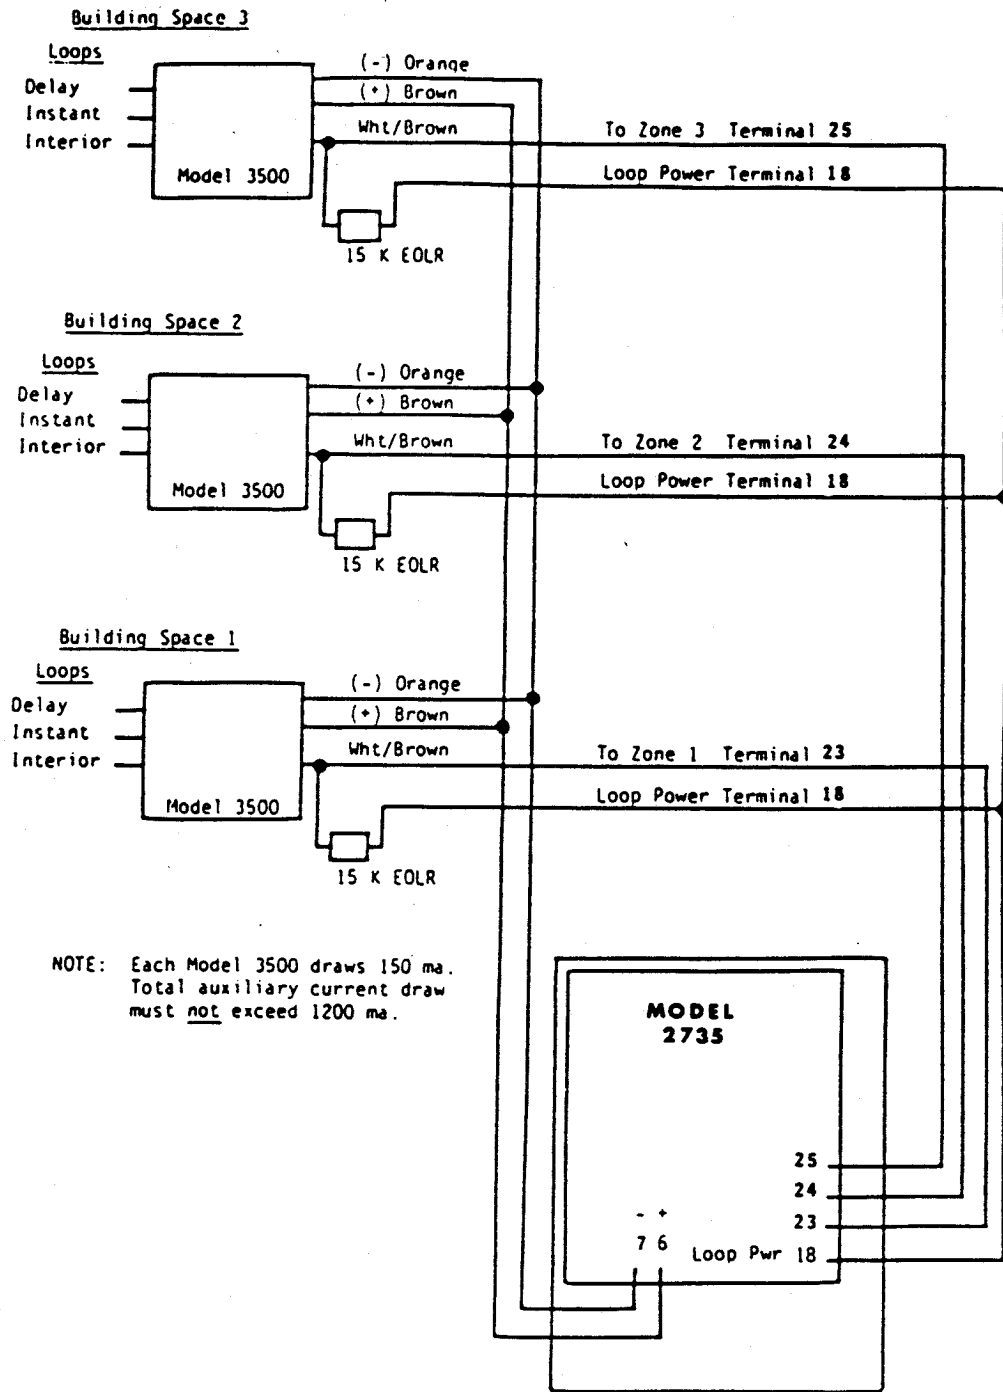 Building Space 3
Loops
Delay
Instant
Interior
Model 3500
(-) Orange
(+) Brown
Wht/Brown
To Zone 3 Terminal 25
Loop Power Terminal 18
15 K EOLR
Building Space 2
Loops
Delay
Instant
Interior
Model 3500
(-) Orange
(+) Brown
Wht/Brown
To Zone 2 Terminal 24
Loop Power Terminal 18
15 K EOLR
Building Space 1
Loops
Delay
Instant
Interior
Model 3500
(-) Orange
(+) Brown
Wht/Brown
To Zone 1 Terminal 23
Loop Power Terminal 18
15 K EOLR
NOTE: Each Model 3500 draws 150 ma.
Total auxiliary current draw
must not exceed 1200 ma.
MODEL
2735
25
24
23
Loop Pwr 18
- +
7 6